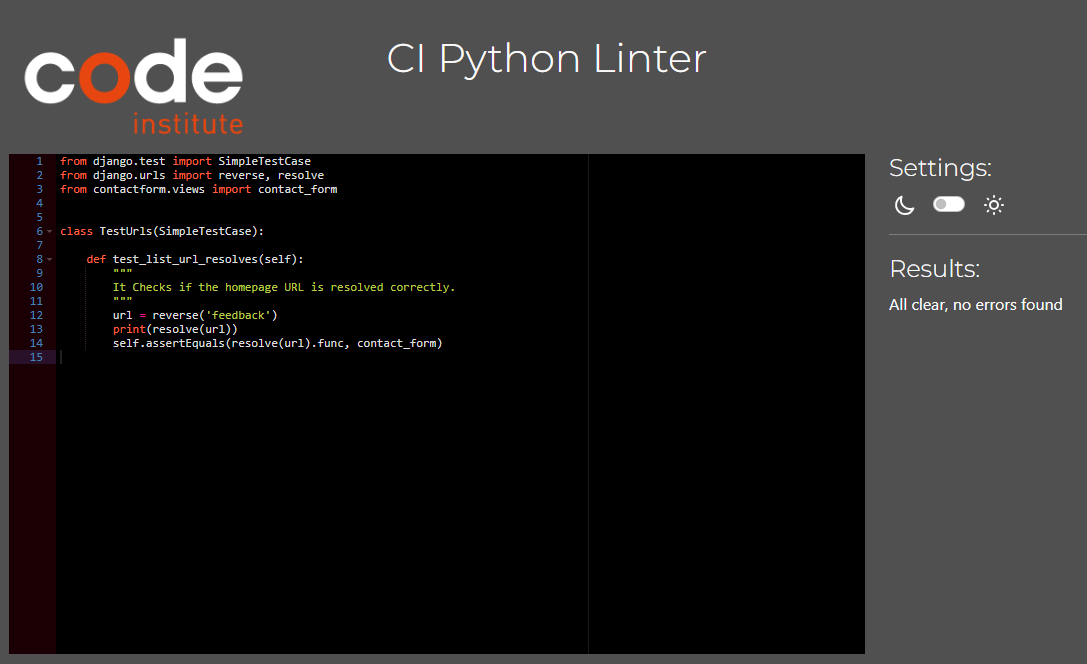 code
institute
CI Python Linter
1 from django.test import SimpleTestCase
2 from django.urls import reverse, resolve
3 from contactform.views import contact_form
4
5
6 class TestUrls(SimpleTestCase):
7
8     def test_list_url_resolves(self):
9         """
10         It Checks if the homepage URL is resolved correctly.
11         """
12         url = reverse('feedback')
13         print(resolve(url))
14         self.assertEquals(resolve(url).func, contact_form)
15
Settings:
Results:
All clear, no errors found